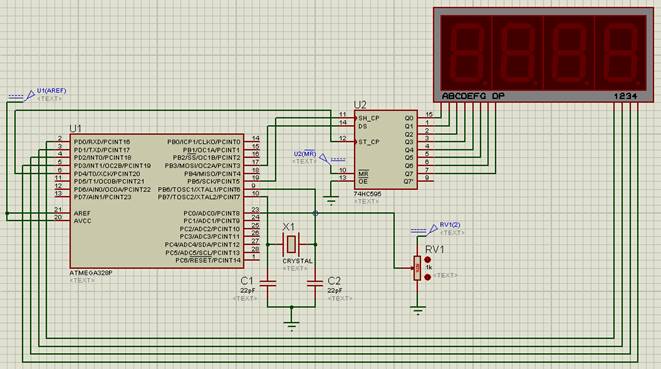 ABCDEFG DP
1234
U1(AREF)
<TEXT>
U1
2 PD0/RXD/PCINT16
3 PD1/TXD/PCINT17
4 PD2/INT0/PCINT18
5 PD3/INT1/OC2B/PCINT19
6 PD4/T0/XCK/PCINT20
11 PD5/T1/OC0B/PCINT21
12 PD6/AIN0/OC0A/PCINT22
13 PD7/AIN1/PCINT23
21 AREF
20 AVCC
PB0/ICP1/CLKO/PCINT0 14
PB1/OC1A/PCINT1 15
PB2/SS/OC1B/PCINT2 16
PB3/MOSI/OC2A/PCINT3 17
PB4/MISO/PCINT4 18
PB5/SCK/PCINT5 19
PB6/TOSC1/XTAL1/PCINT6 9
PB7/TOSC2/XTAL2/PCINT7 10
PC0/ADC0/PCINT8 23
PC1/ADC1/PCINT9 24
PC2/ADC2/PCINT10 25
PC3/ADC3/PCINT11 26
PC4/ADC4/SDA/PCINT12 27
PC5/ADC5/SCL/PCINT13 28
PC6/RESET/PCINT14 1
ATMEGA328P
<TEXT>
U2
11 SH_CP
14 DS
12 ST_CP
10 MR
13 OE
Q0 15
Q1 1
Q2 2
Q3 3
Q4 4
Q5 5
Q6 6
Q7 7
Q7' 9
74HC595
<TEXT>
U2(MR)
<TEXT>
X1
CRYSTAL
<TEXT>
C1
22pF
<TEXT>
C2
22pF
<TEXT>
RV1(2)
<TEXT>
RV1
1k
<TEXT>